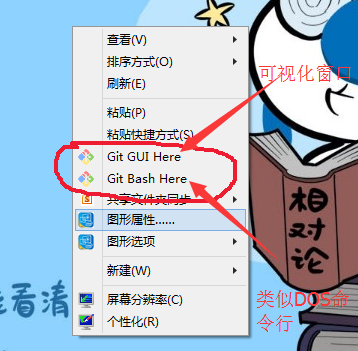 查看(V)
排序方式(O)
刷新(E)
可视化窗口
粘贴(P)
粘贴快捷方式(S)
Git GUI Here
Git Bash Here
共享文件夹同步
图形属性......
图形选项
新建(W)
屏幕分辨率(C)
个性化(R)
类似DOS命
令行
相对论
看清